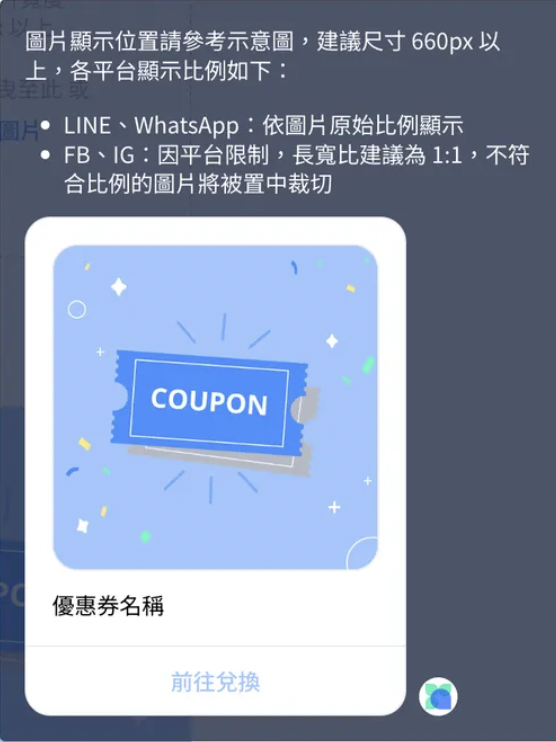 圖片顯示位置請參考示意圖，建議尺寸 660px 以
上，各平台顯示比例如下：
• LINE、WhatsApp：依圖片原始比例顯示
• FB、IG：因平台限制，長寬比建議為 1:1，不符
合比例的圖片將被置中裁切
COUPON
優惠券名稱
前往兌換